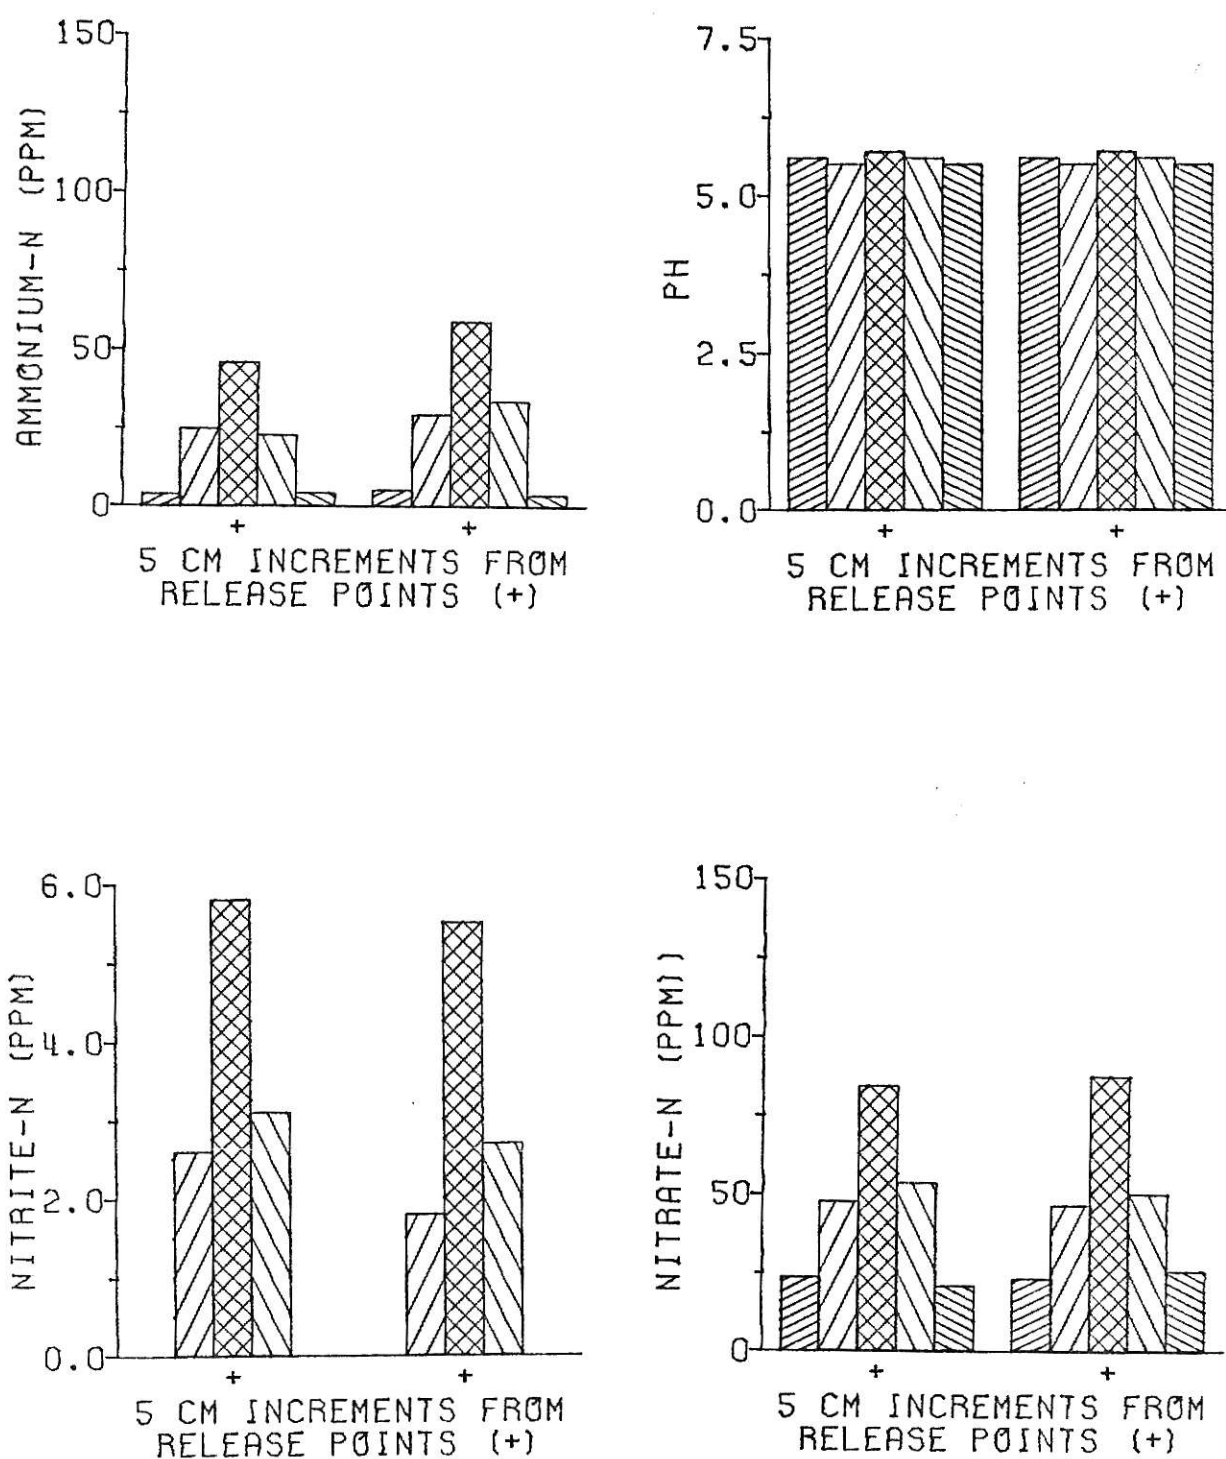 150
100
50
0
AMMONIUM-N (PPM)
+ +
5 CM INCREMENTS FROM
RELEASE POINTS (+)
7.5
5.0
2.5
0.0
PH
+ +
5 CM INCREMENTS FROM
RELEASE POINTS (+)
6.0
4.0
2.0
0.0
NITRITE-N (PPM)
+ +
5 CM INCREMENTS FROM
RELEASE POINTS (+)
150
100
50
0
NITRATE-N (PPM))
+ +
5 CM INCREMENTS FROM
RELEASE POINTS (+)